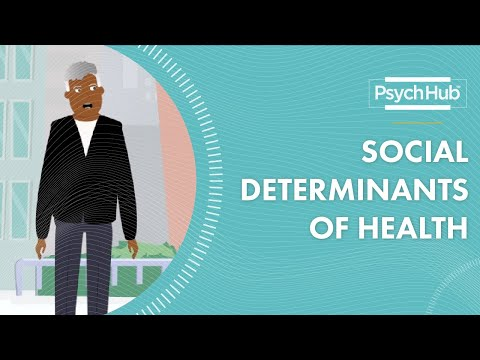 PsychHub
SOCIAL
DETERMINANTS
OF HEALTH